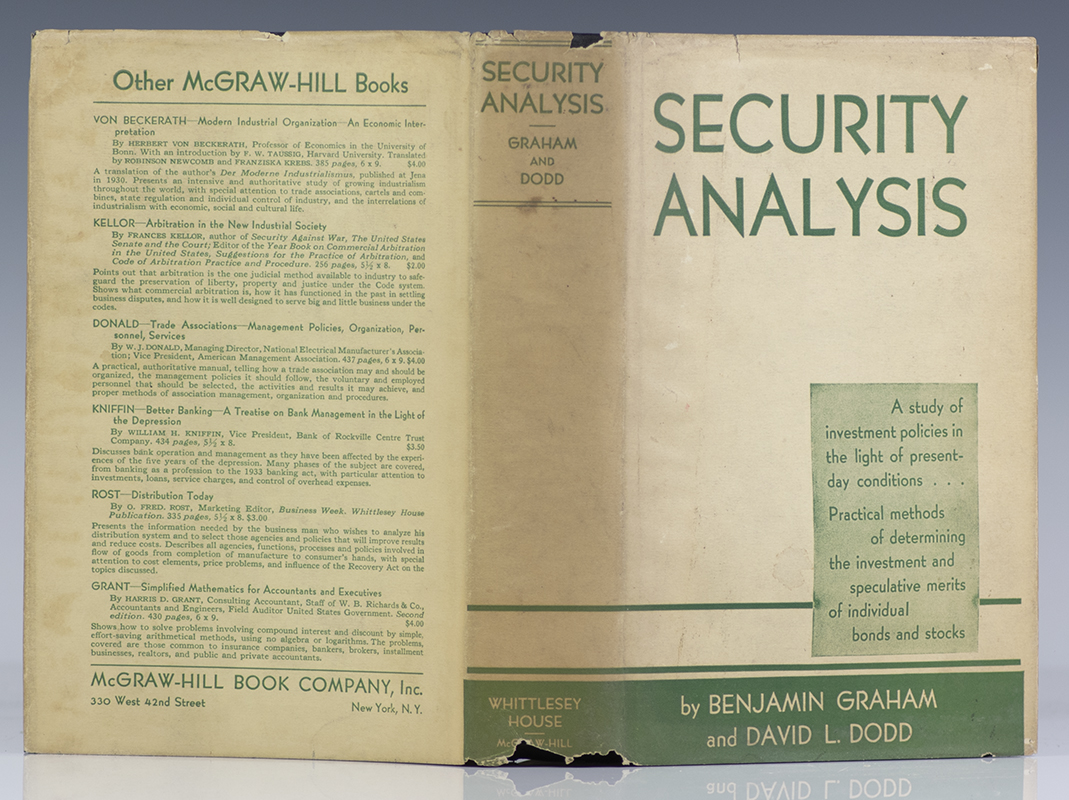 Other McGRAW-HILL Books
VON BECKERATH—Modern Industrial Organization—An Economic Inter-
pretation
By HERBERT VON BECKERATH, Professor of Economics in the University of
Bonn. With an introduction by F. W. TAUSSIG, Harvard University. Translated
by ROBINSON NEWCOMB and FRANZISKA KREBS. 385 pages, 6 x 9. $4.00
A translation of the author's Der Moderne Industrialismus, published at Jena
in 1930. Presents an intensive and authoritative study of growing industrialism
throughout the world, with special attention to trade associations, cartels and com-
bines, state regulation and individual control of industry, and the interrelations of
industrialism with economic, social and cultural life.
KELLOR—Arbitration in the New Industrial Society
By FRANCES KELLOR, author of Security Against War, The United States
Senate and the Court; Editor of the Year Book on Commercial Arbitration
in the United States, Suggestions for the Practice of Arbitration, and
Code of Arbitration Practice and Procedure. 256 pages, 5½ x 8. $2.00
Points out that arbitration is the one judicial method available to industry to safe-
guard the preservation of liberty, property and justice under the Code system.
Shows what commercial arbitration is, how it has functioned in the past in settling
business disputes, and how it is well designed to serve big and little business under the
codes.
DONALD—Trade Associations—Management Policies, Organization, Per-
sonnel, Services
By W. J. DONALD, Managing Director, National Electrical Manufacturer's Associa-
tion; Vice President, American Management Association. 437 pages, 6 x 9. $4.00
A practical, authoritative manual, telling how a trade association may and should be
organized, the management policies it should follow, the voluntary and employed
personnel that should be selected, the activities and results it may achieve, and
proper methods of association management, organization and procedures.
KNIFFIN—Better Banking—A Treatise on Bank Management in the Light of
the Depression
By WILLIAM H. KNIFFIN, Vice President, Bank of Rockville Centre Trust
Company. 434 pages, 5½ x 8. $3.50
Discusses bank operation and management as they have been affected by the experi-
ences of the five years of the depression. Many phases of the subject are covered,
from banking as a profession to the 1933 banking act, with particular attention to
investments, loans, service charges, and control of overhead expenses.
ROST—Distribution Today
By O. FRED. ROST, Marketing Editor, Business Week. Whittlesey House
Publication. 335 pages, 5½ x 8. $3.00
Presents the information needed by the business man who wishes to analyze his
distribution system and to select those agencies and policies that will improve results
and reduce costs. Describes all agencies, functions, processes and policies involved in
flow of goods from completion of manufacture to consumer's hands, with special
attention to cost elements, price problems, and influence of the Recovery Act on the
topics discussed.
GRANT—Simplified Mathematics for Accountants and Executives
By HARRIS D. GRANT, Consulting Accountant, Staff of W. B. Richards & Co.,
Accountants and Engineers, Field Auditor United States Government. Second
edition. 430 pages, 6 x 9. $4.00
Shows how to solve problems involving compound interest and discount by simple,
effort-saving arithmetical methods, using no algebra or logarithms. The problems,
covered are those common to insurance companies, bankers, brokers, installment
businesses, realtors, and public and private accountants.
McGRAW-HILL BOOK COMPANY, Inc.
330 West 42nd Street New York, N. Y.
SECURITY
ANALYSIS
GRAHAM
AND
DODD
WHITTLESEY
HOUSE
McGRAW-HILL
SECURITY
ANALYSIS
A study of
investment policies in
the light of present-
day conditions . . .
Practical methods
of determining
the investment and
speculative merits
of individual
bonds and stocks
by BENJAMIN GRAHAM
and DAVID L. DODD